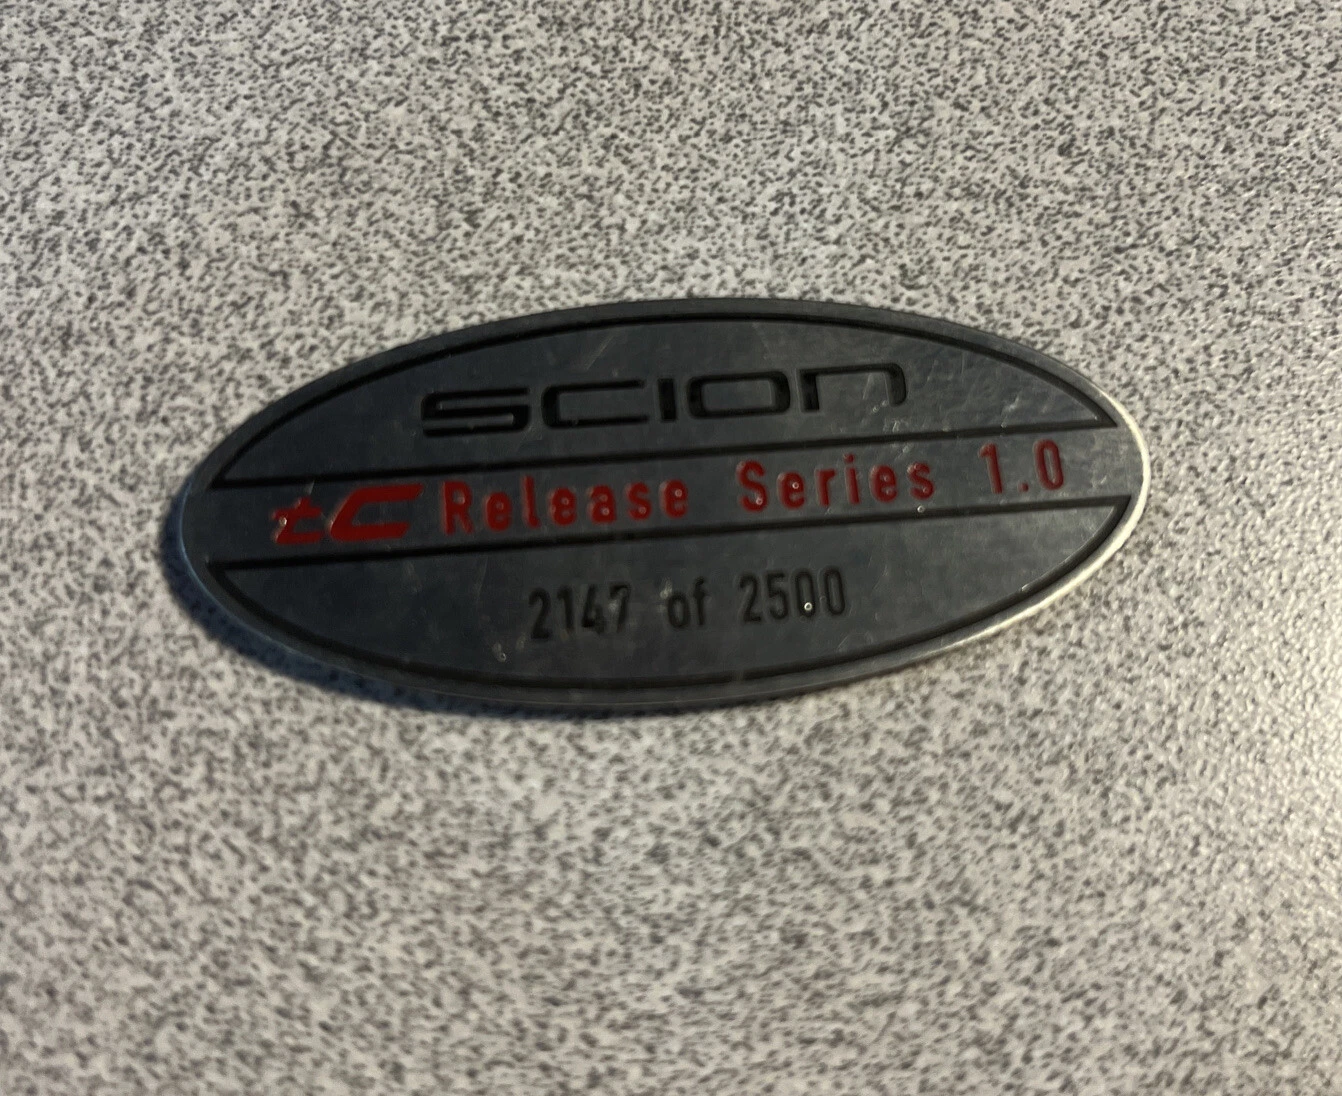 SCION
tC Release Series 1.0
2147 of 2500